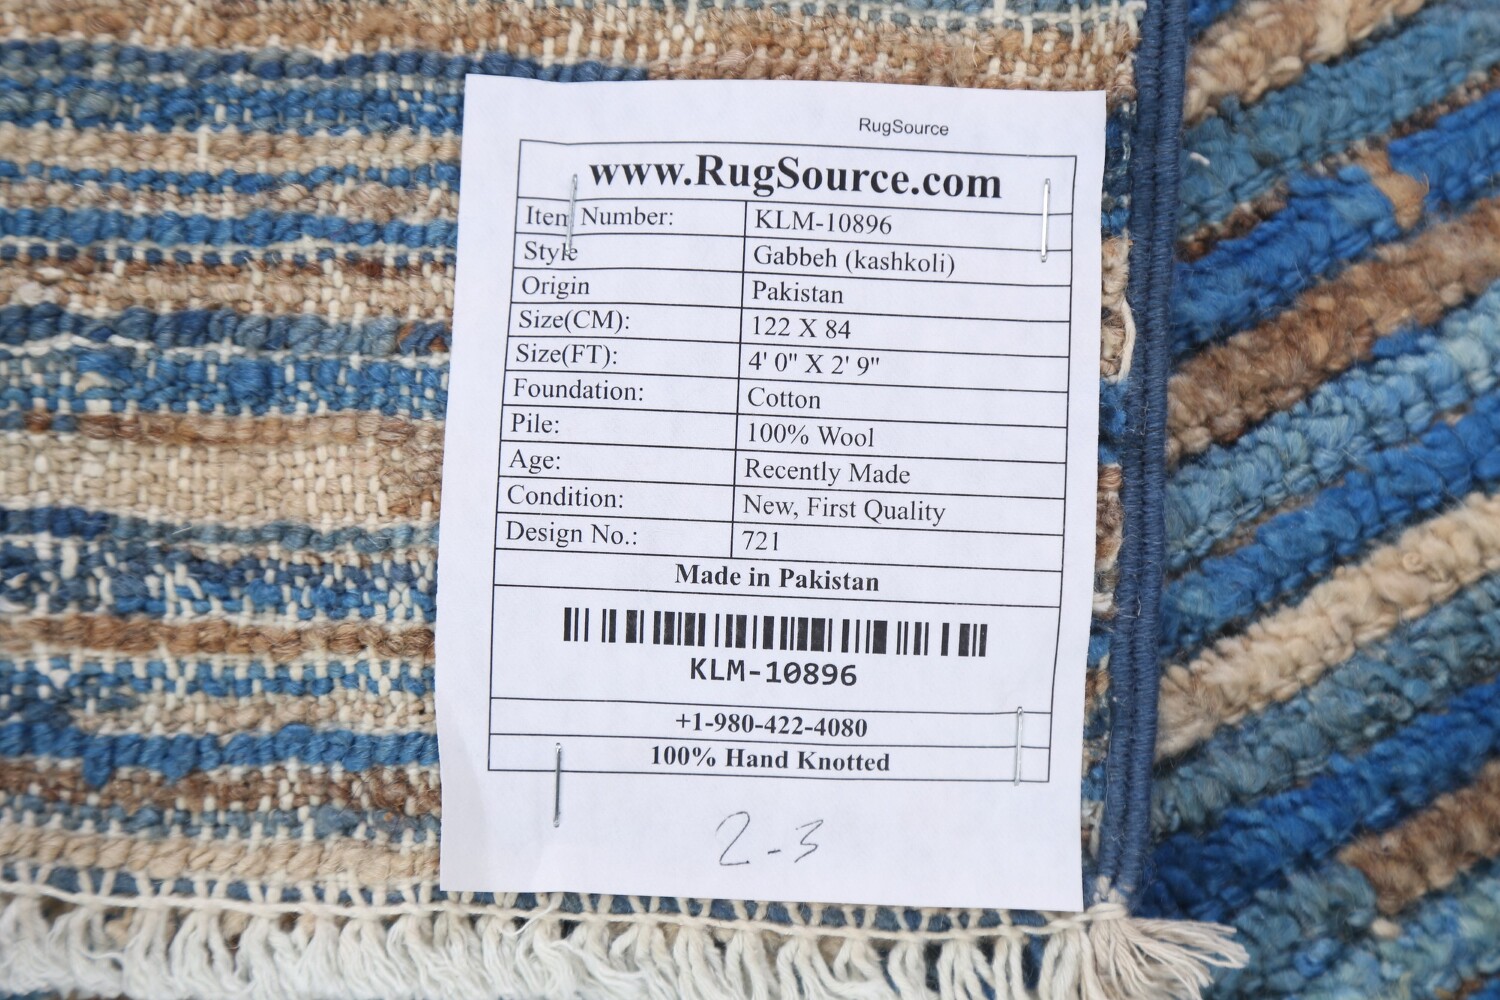 RugSource
www.RugSource.com
Item Number: KLM-10896
Style Gabbeh (kashkoli)
Origin Pakistan
Size(CM): 122 X 84
Size(FT): 4' 0" X 2' 9"
Foundation: Cotton
Pile: 100% Wool
Age: Recently Made
Condition: New, First Quality
Design No.: 721
Made in Pakistan
KLM-10896
+1-980-422-4080
100% Hand Knotted
2-3